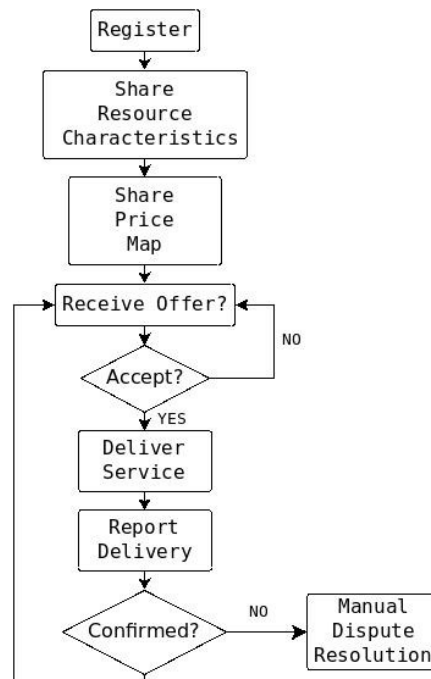 Register
Share
Resource
Characteristics
Share
Price
Map
Receive Offer?
NO
Accept?
YES
Deliver
Service
Report
Delivery
Confirmed?
NO
Manual
Dispute
Resolution